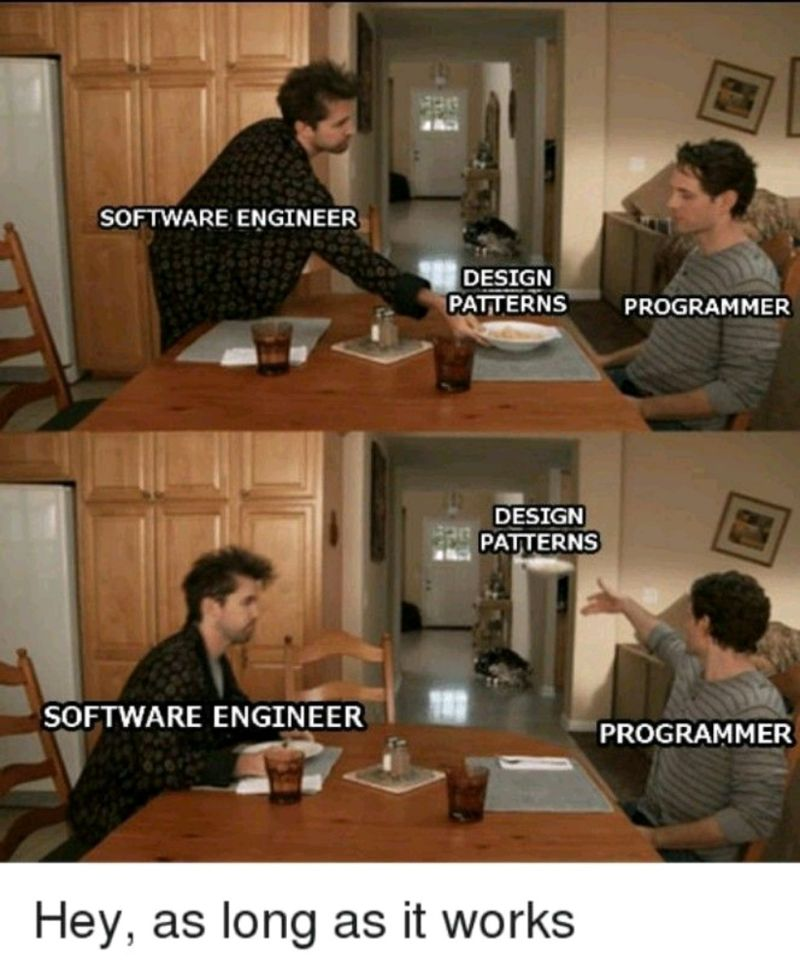 SOFTWARE ENGINEER
DESIGN
PATTERNS
PROGRAMMER
DESIGN
PATTERNS
SOFTWARE ENGINEER
PROGRAMMER
Hey, as long as it works